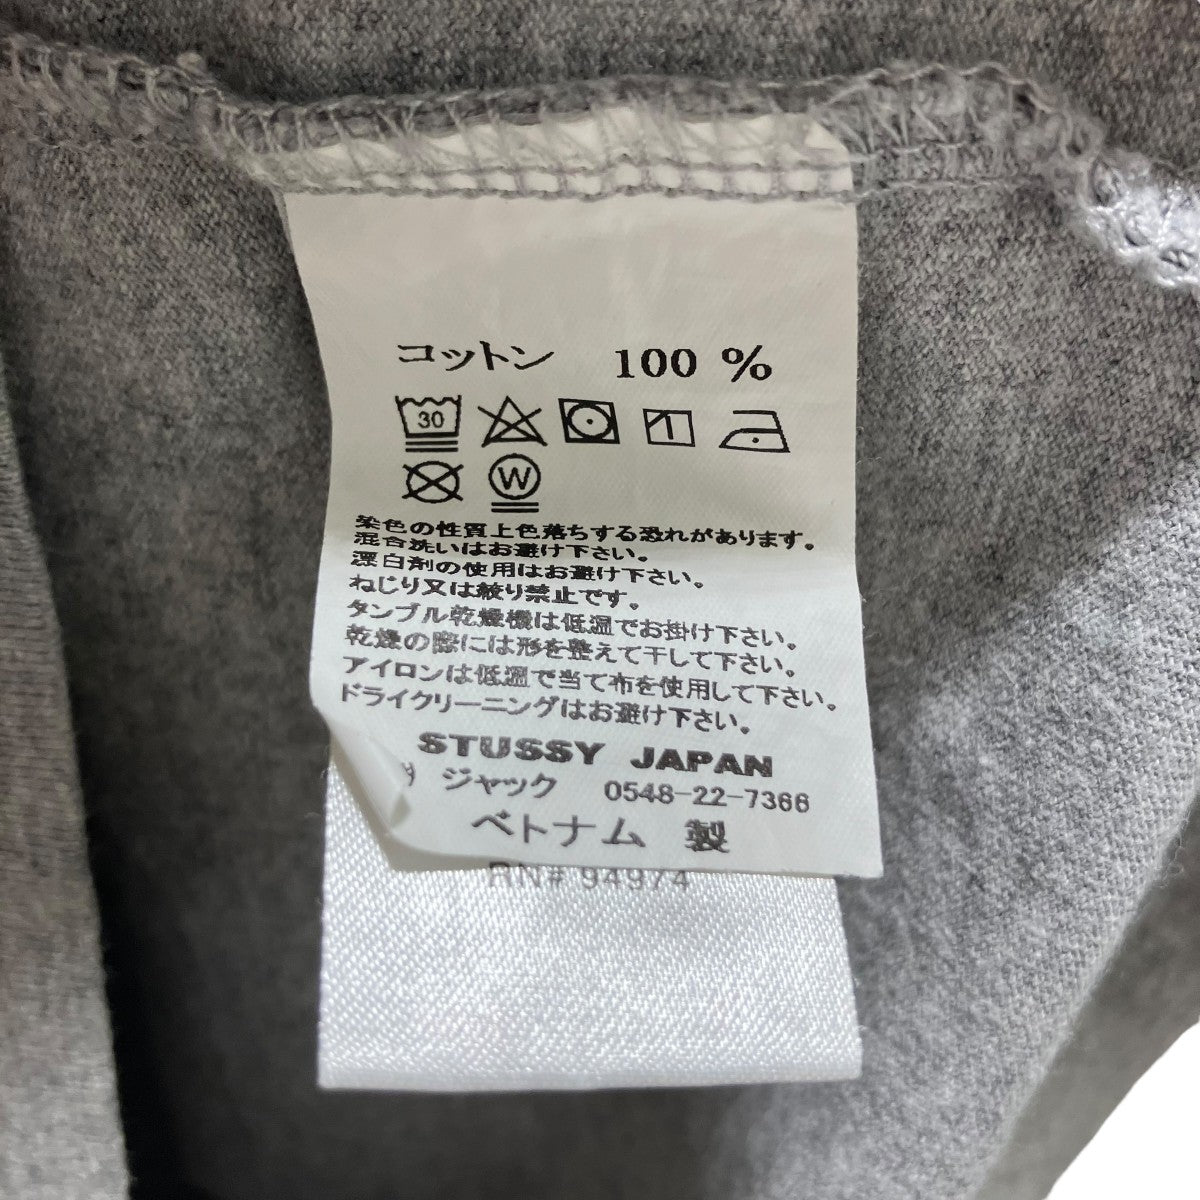 コットン 100 %
30
W
染色の性質上色落ちする恐れがあります。
混合洗いはお避け下さい。
漂白剤の使用はお避け下さい。
ねじり又は絞り禁止です。
タンブル乾燥機は低温でお掛け下さい。
乾燥の際には形を整えて干して下さい。
アイロンは低温で当て布を使用して下さい。
ドライクリーニングはお避け下さい。
STUSSY JAPAN
ジャック 0548-22-7366
ベトナム 製
RN# 94974